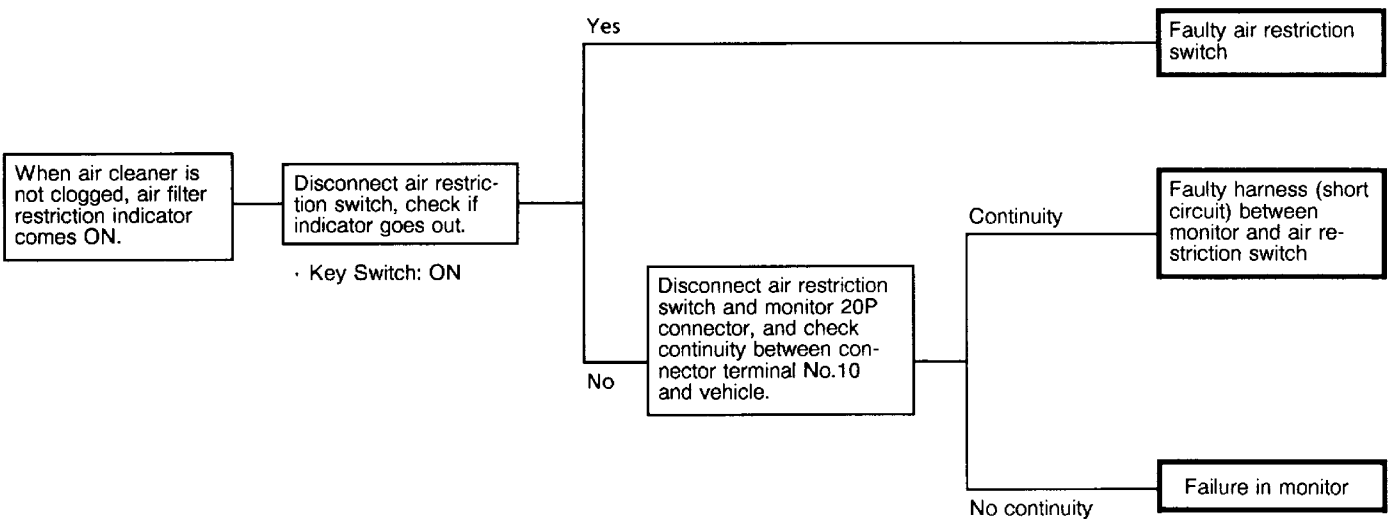 Yes
Faulty air restriction
switch
When air cleaner is
not clogged, air filter
restriction indicator
comes ON.
Disconnect air restric-
tion switch, check if
indicator goes out.
· Key Switch: ON
Continuity
Faulty harness (short
circuit) between
monitor and air re-
striction switch
Disconnect air restriction
switch and monitor 20P
connector, and check
continuity between con-
nector terminal No.10
and vehicle.
No
Failure in monitor
No continuity